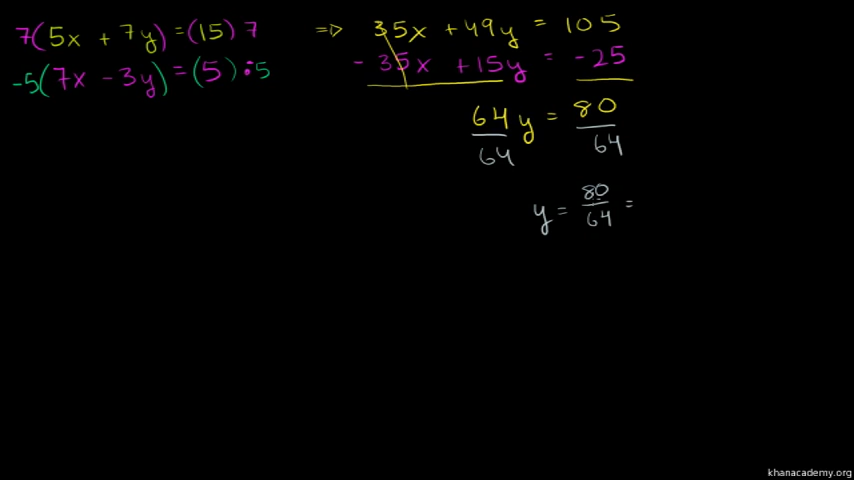 7(5x + 7y) = (15) 7 ⇒ 35x + 49y = 105
-5(7x - 3y) = (5) · -5 - 35x + 15y = -25
64y = 80
64 64
y = 80/64 =
khanacademy.org